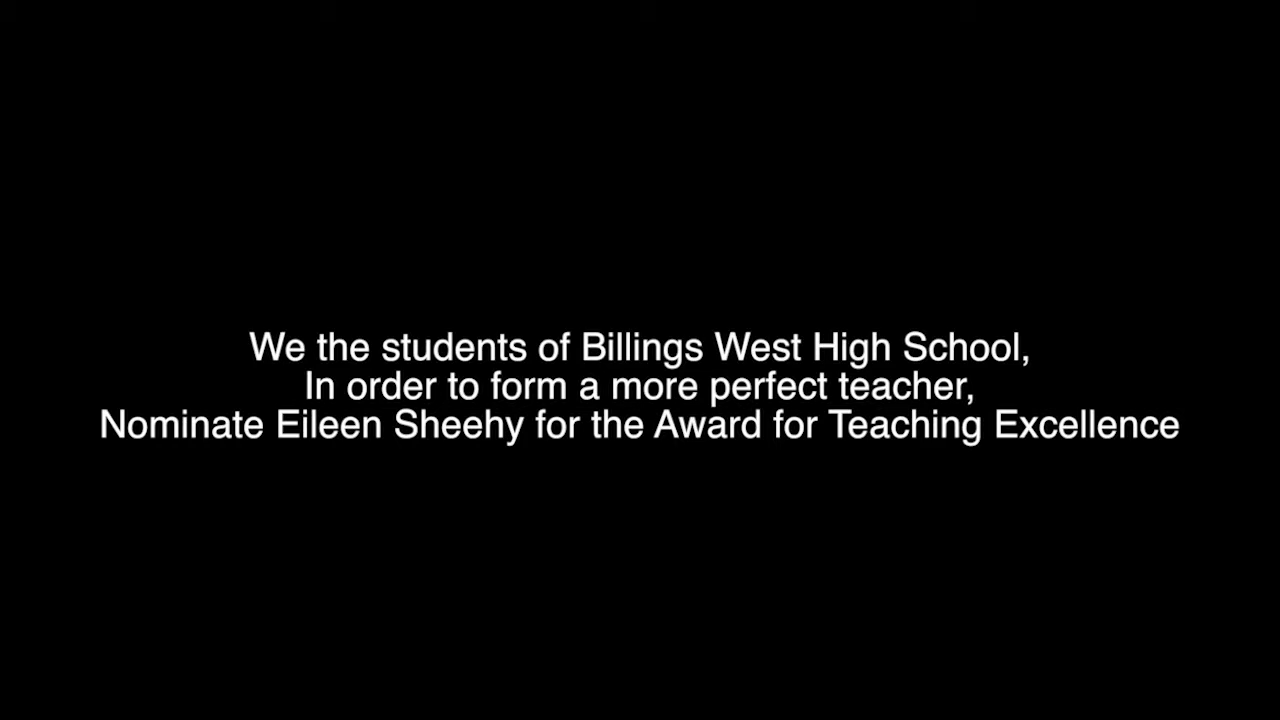 We the students of Billings West High School,
In order to form a more perfect teacher,
Nominate Eileen Sheehy for the Award for Teaching Excellence